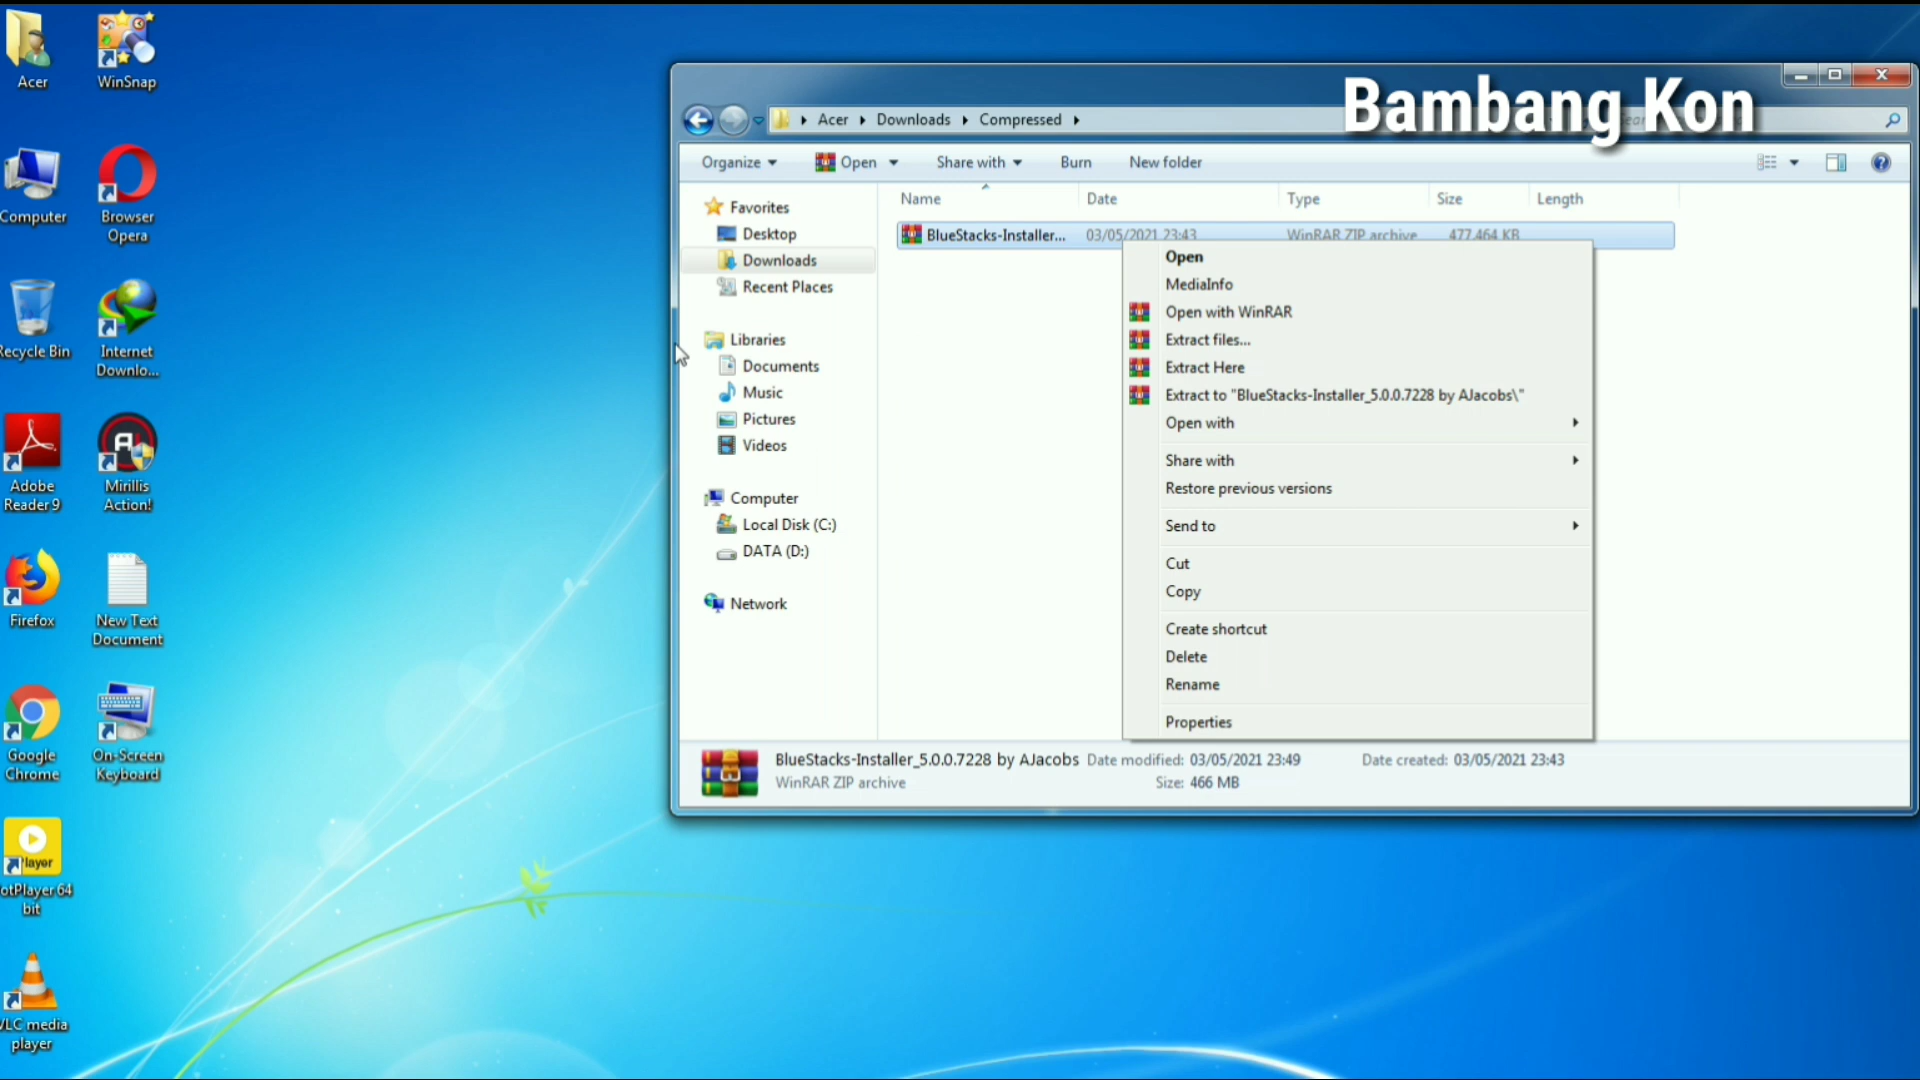 Acer
WinSnap
Computer
Browser
Opera
Recycle Bin
Internet
Downlo...
Adobe
Reader 9
Mirillis
Action!
Firefox
New Text
Document
Google
Chrome
On-Screen
Keyboard
Player
otPlayer 64
bit
VLC media
player
Bambang Kon
Acer
Downloads
Compressed
Organize
Open
Share with
Burn
New folder
Name
Date
Type
Size
Length
Favorites
Desktop
Downloads
Recent Places
Libraries
Documents
Music
Pictures
Videos
Computer
Local Disk (C:)
DATA (D:)
Network
BlueStacks-Installer... 03/05/2021 23:43 WinRAR ZIP archive 477.464 KB
Open
MediaInfo
Open with WinRAR
Extract files...
Extract Here
Extract to "BlueStacks-Installer_5.0.0.7228 by AJacobs\"
Open with
Share with
Restore previous versions
Send to
Cut
Copy
Create shortcut
Delete
Rename
Properties
BlueStacks-Installer_5.0.0.7228 by AJacobs Date modified: 03/05/2021 23:49 Date created: 03/05/2021 23:43
WinRAR ZIP archive Size: 466 MB